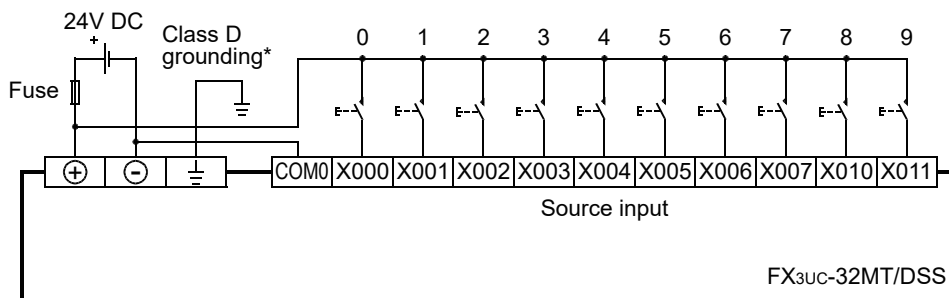 24V DC
+
Class D
grounding*
Fuse
0 1 2 3 4 5 6 7 8 9
+ - COM0 X000 X001 X002 X003 X004 X005 X006 X007 X010 X011
Source input
FX3UC-32MT/DSS